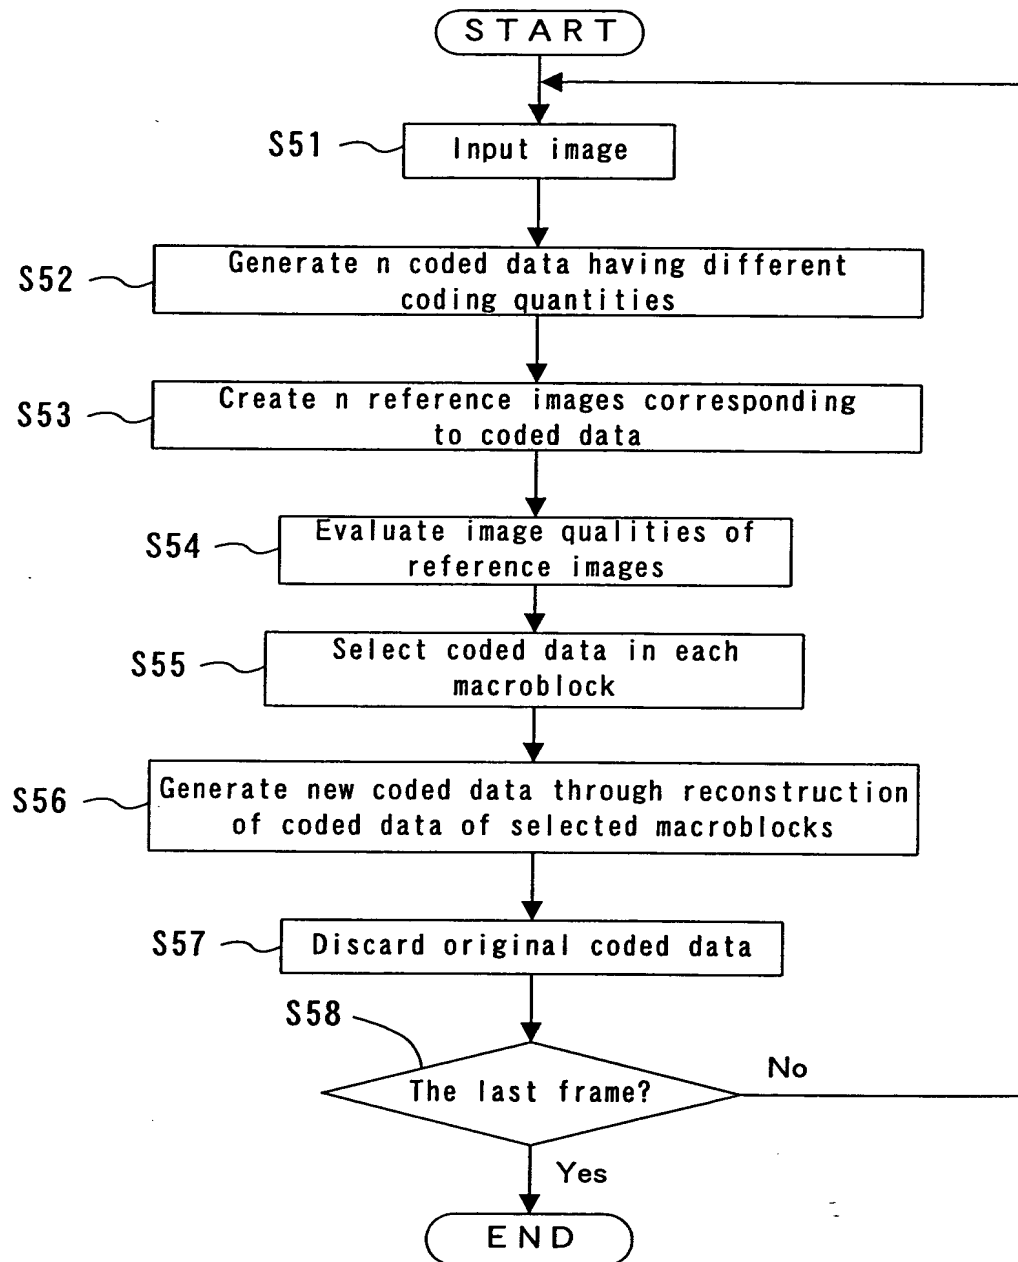 START
S51
Input image
S52
Generate n coded data having different
coding quantities
S53
Create n reference images corresponding
to coded data
S54
Evaluate image qualities of
reference images
S55
Select coded data in each
macroblock
S56
Generate new coded data through reconstruction
of coded data of selected macroblocks
S57
Discard original coded data
S58
The last frame?
No
Yes
END